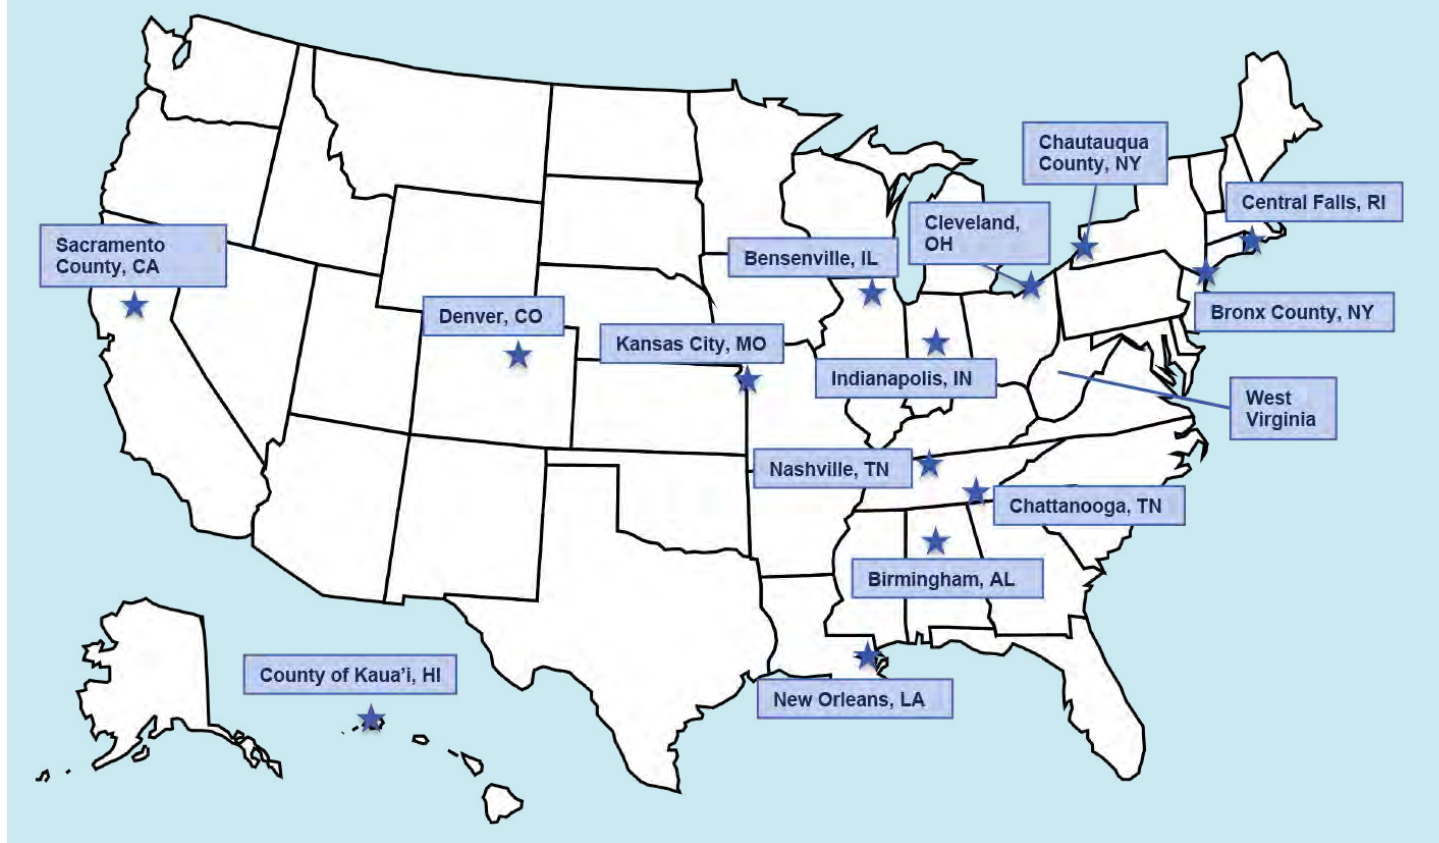 Chautauqua
County, NY
Central Falls, RI
Cleveland,
OH
Sacramento
County, CA
Bensenville, IL
Denver, CO
Bronx County, NY
Kansas City, MO
Indianapolis, IN
West
Virginia
Nashville, TN
Chattanooga, TN
Birmingham, AL
County of Kaua’i, HI
New Orleans, LA